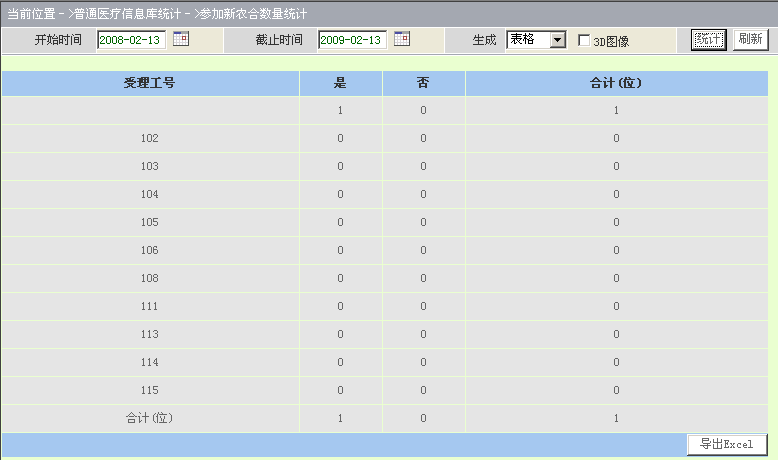 当前位置－>普通医疗信息库统计－>参加新农合数量统计
开始时间 2008-02-13 截止时间 2009-02-13 生成 表格 3D图像 统计 刷新
受理工号 是 否 合计(位)
1 0 1
102 0 0 0
103 0 0 0
104 0 0 0
105 0 0 0
106 0 0 0
108 0 0 0
111 0 0 0
113 0 0 0
114 0 0 0
115 0 0 0
合计(位) 1 0 1
导出Excel